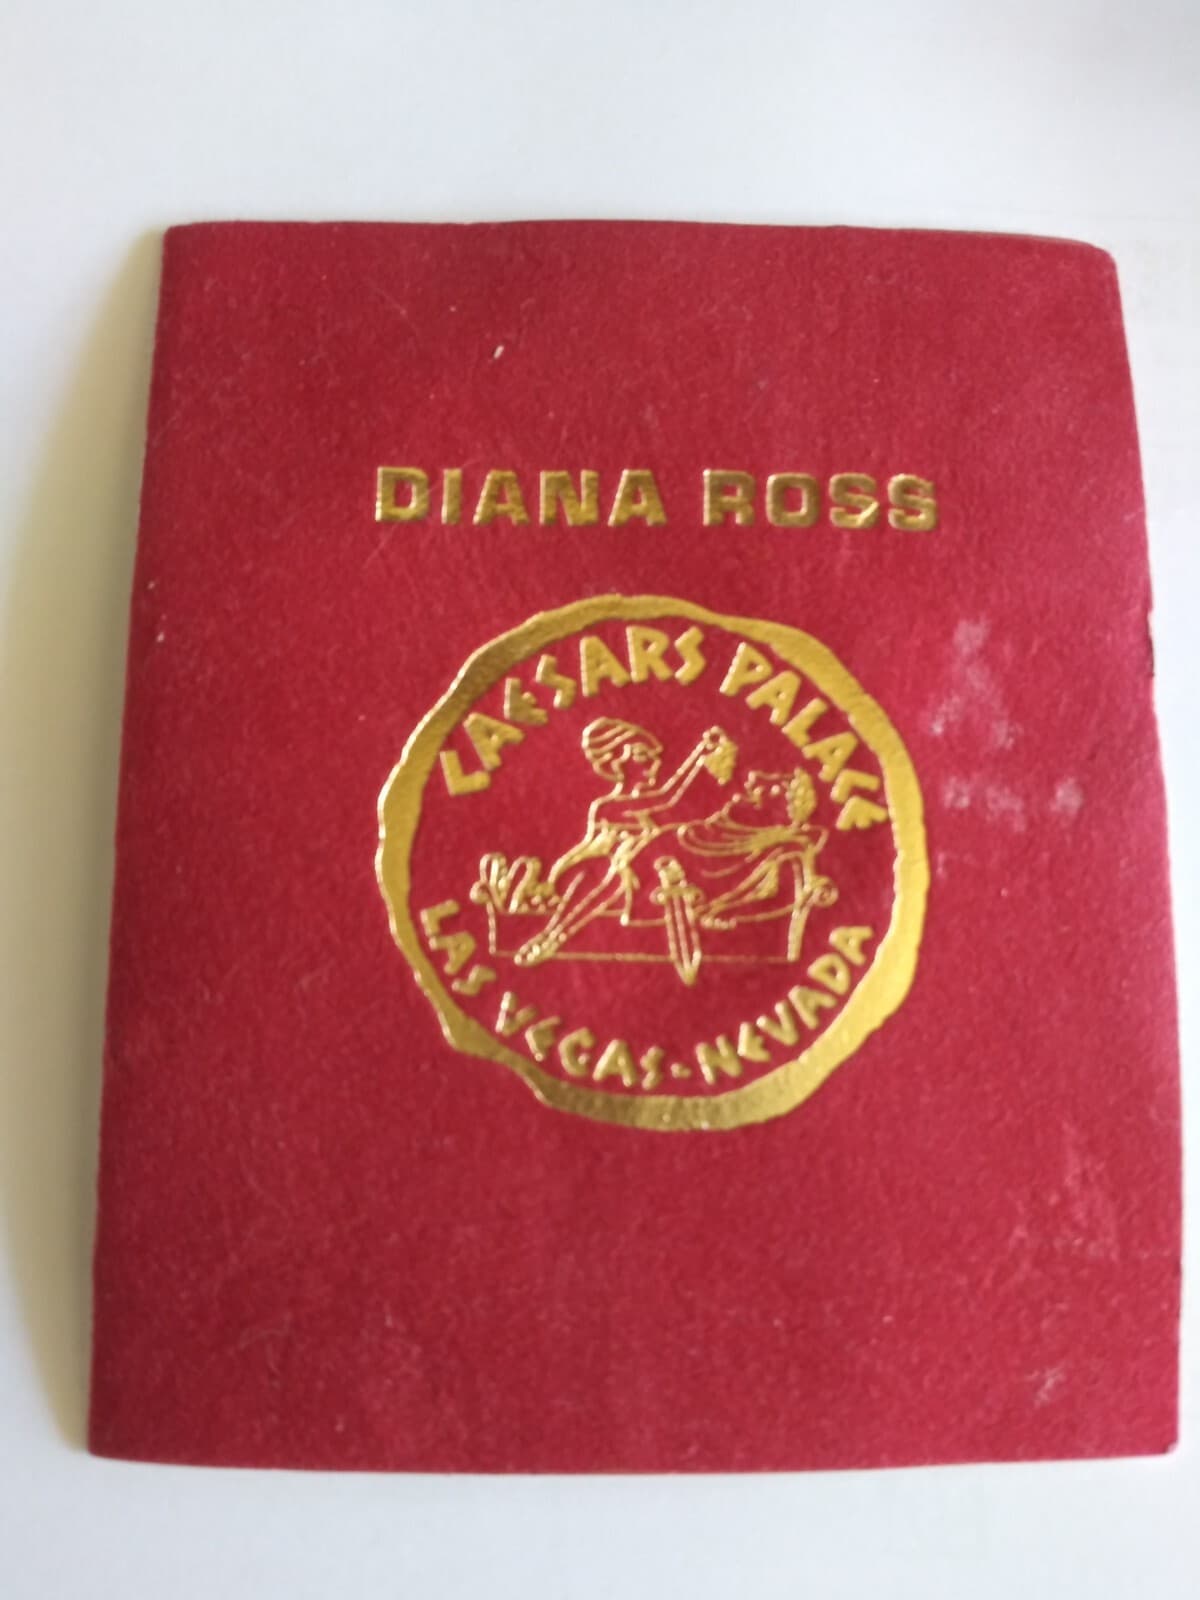 DIANA ROSS
CAESARS PALACE
LAS VEGAS - NEVADA